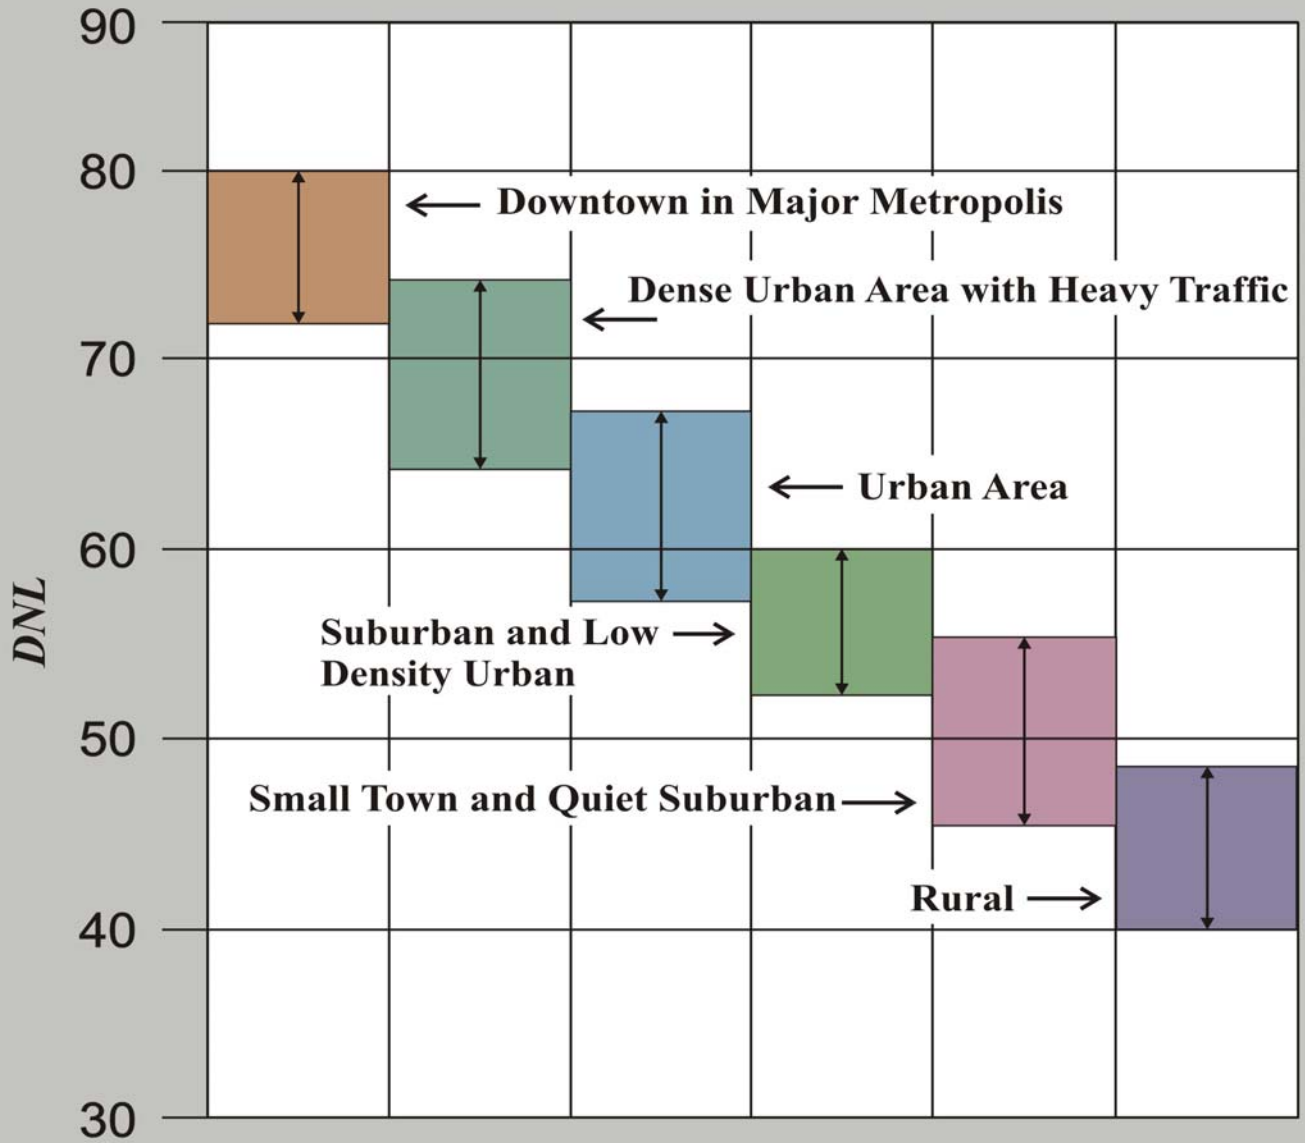 90
80
Downtown in Major Metropolis
Dense Urban Area with Heavy Traffic
70
Urban Area
60
DNL
Suburban and Low
Density Urban
50
Small Town and Quiet Suburban
Rural
40
30